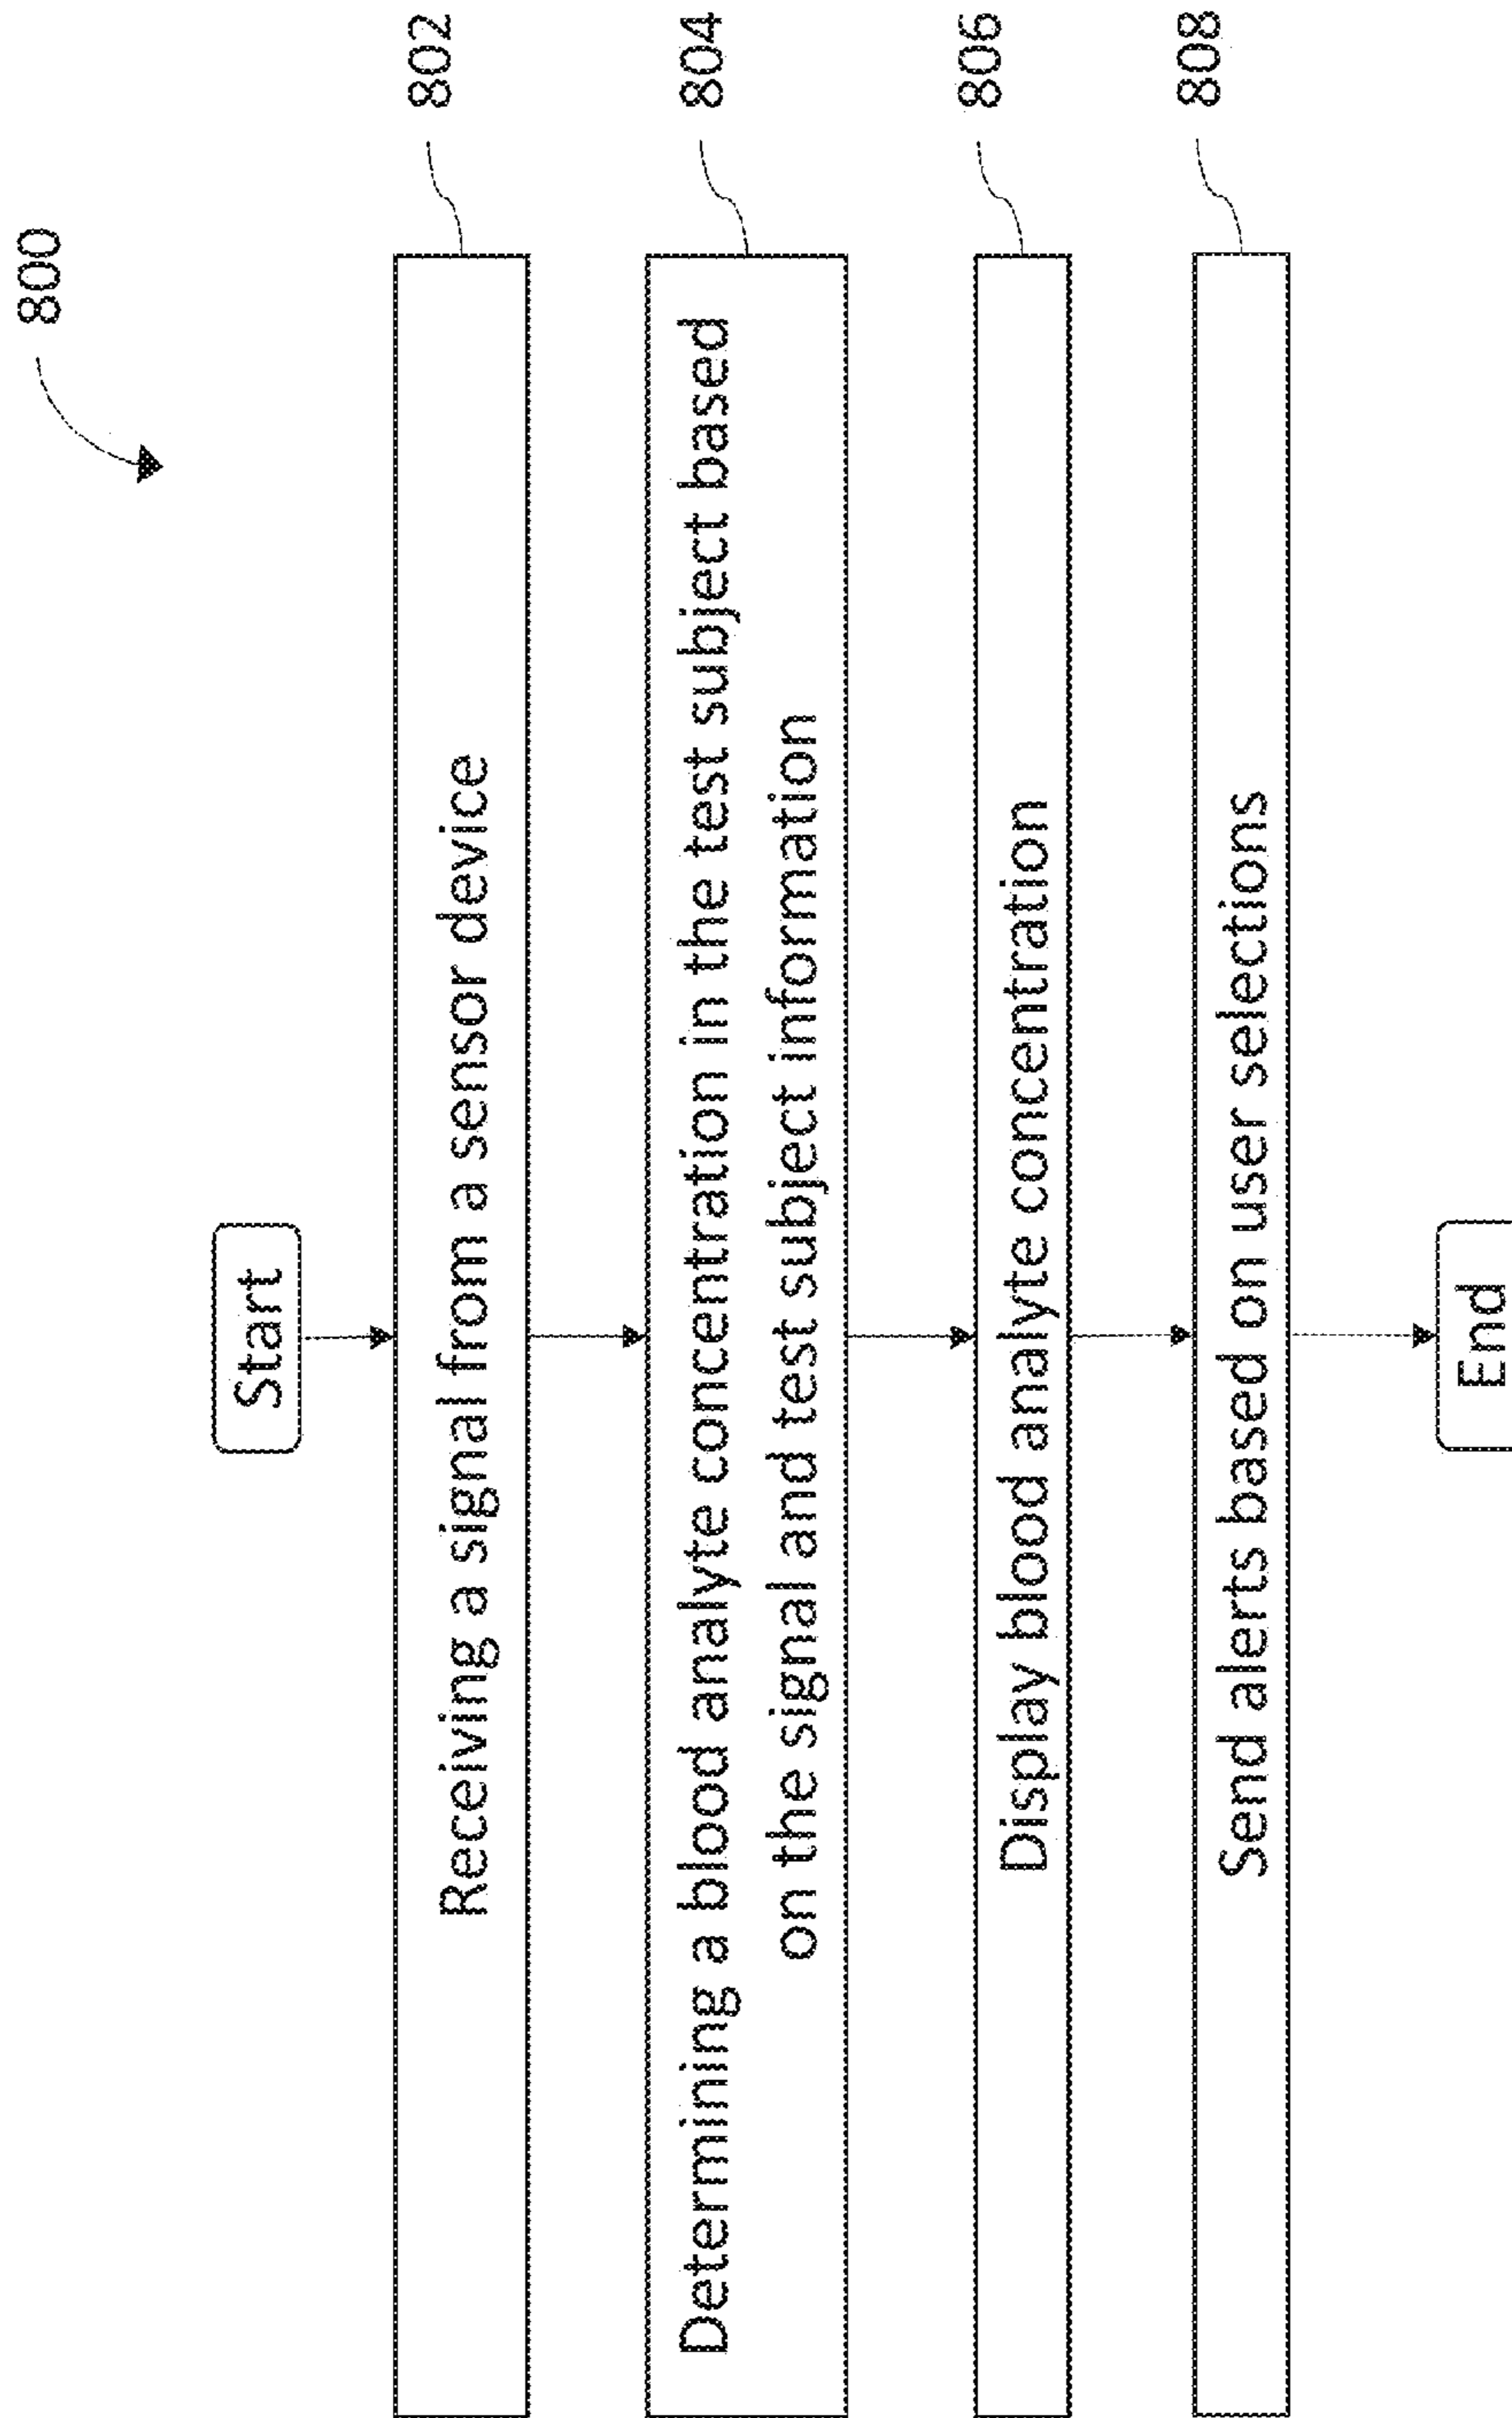 800
Start
Receiving a signal from a sensor device
802
Determining a blood analyte concentration in the test subject based
on the signal and test subject information
804
Display blood analyte concentration
806
Send alerts based on user selections
808
End